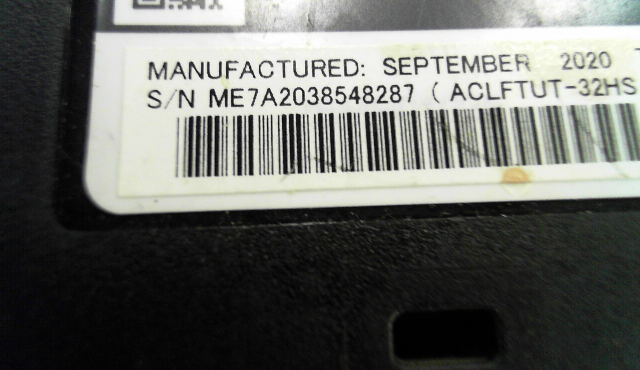 MANUFACTURED: SEPTEMBER 2020
S/N ME7A2038548287 ( ACLFTUT-32HS